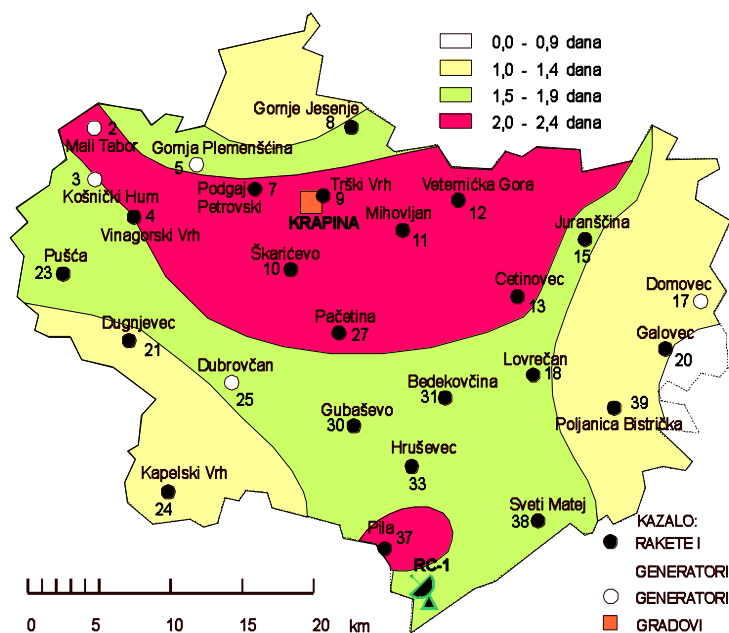 0,0 - 0,9 dana
1,0 - 1,4 dana
1,5 - 1,9 dana
2,0 - 2,4 dana
Gornje Jesenje
8
2
Mali Tabor
Gornja Plemenšćina
5
3
Košnički Hum
Podgaj
Petrovski
7
Trški Vrh
9
KRAPINA
Veternička Gora
12
4
Vinagorski Vrh
Mihovljan
11
Juranščina
15
Pušća
23
Škarićevo
10
Cetinovec
13
Domovec
17
Dugnjevec
21
Pačetina
27
Galovec
20
Dubrovčan
25
Lovrečan
18
Bedekovčina
31
39
Poljanica Bistrička
Gubaševo
30
Hruševec
33
Kapelski Vrh
24
Sveti Matej
38
Pila
37
RC-1
KAZALO:
RAKETE I
GENERATORI
GENERATORI
GRADOVI
0 5 10 15 20 km